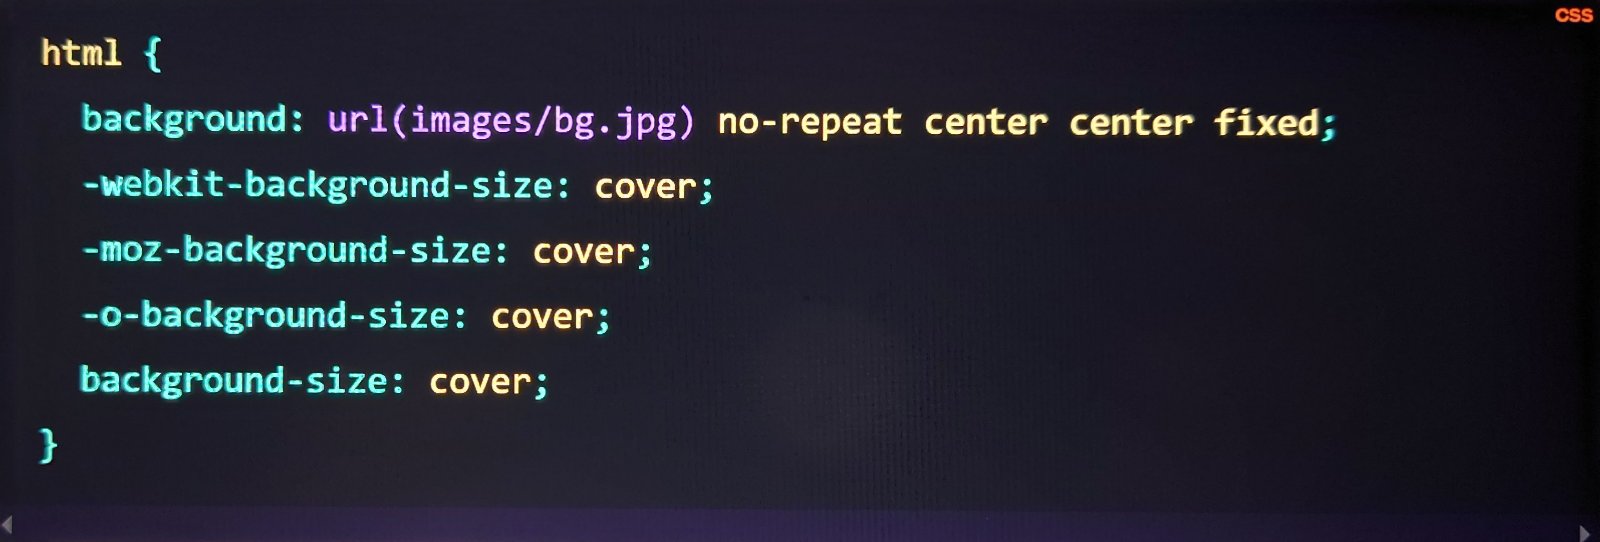 CSS
html {
  background: url(images/bg.jpg) no-repeat center center fixed;
  -webkit-background-size: cover;
  -moz-background-size: cover;
  -o-background-size: cover;
  background-size: cover;
}